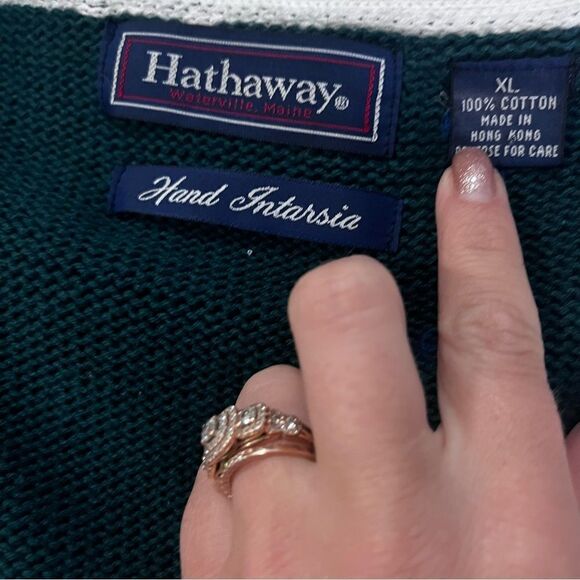 Hathaway®
Waterville, Maine
Hand Intarsia
XL
100% COTTON
MADE IN
HONG KONG
FOR CARE